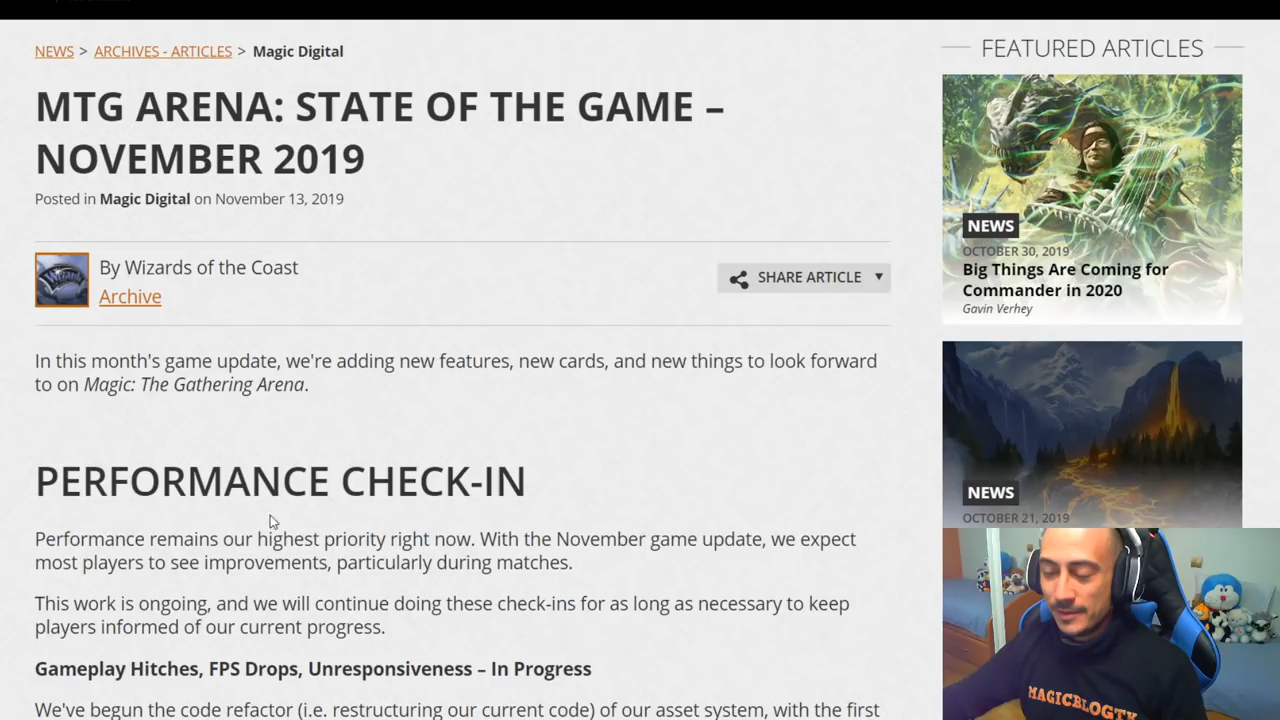 NEWS > ARCHIVES - ARTICLES > Magic Digital
MTG ARENA: STATE OF THE GAME –
NOVEMBER 2019
Posted in Magic Digital on November 13, 2019
By Wizards of the Coast
Archive
SHARE ARTICLE ▼
In this month's game update, we're adding new features, new cards, and new things to look forward
to on Magic: The Gathering Arena.
PERFORMANCE CHECK-IN
Performance remains our highest priority right now. With the November game update, we expect
most players to see improvements, particularly during matches.
This work is ongoing, and we will continue doing these check-ins for as long as necessary to keep
players informed of our current progress.
Gameplay Hitches, FPS Drops, Unresponsiveness – In Progress
We've begun the code refactor (i.e. restructuring our current code) of our asset system, with the first
FEATURED ARTICLES
NEWS
OCTOBER 30, 2019
Big Things Are Coming for
Commander in 2020
Gavin Verhey
NEWS
OCTOBER 21, 2019
MAGICBLOGTV